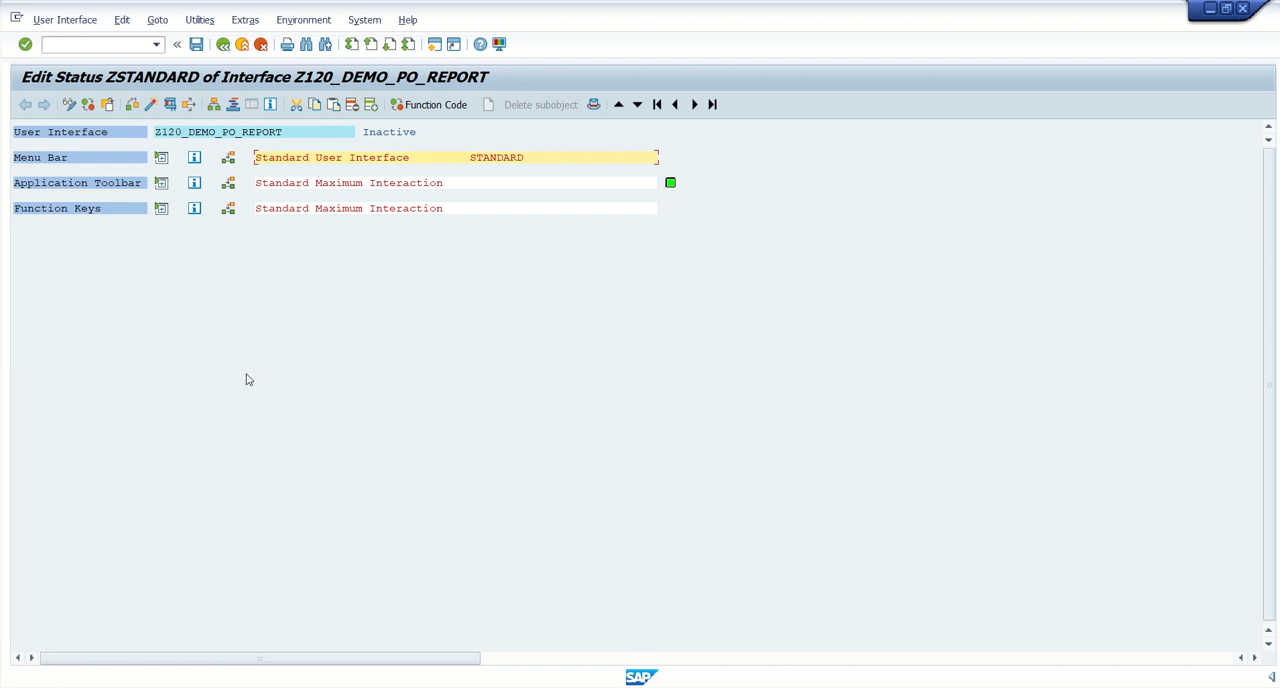 User Interface Edit Goto Utilities Extras Environment System Help
Edit Status ZSTANDARD of Interface Z120_DEMO_PO_REPORT
Function Code Delete subobject
User Interface Z120_DEMO_PO_REPORT Inactive
Menu Bar Standard User Interface STANDARD
Application Toolbar Standard Maximum Interaction
Function Keys Standard Maximum Interaction
SAP